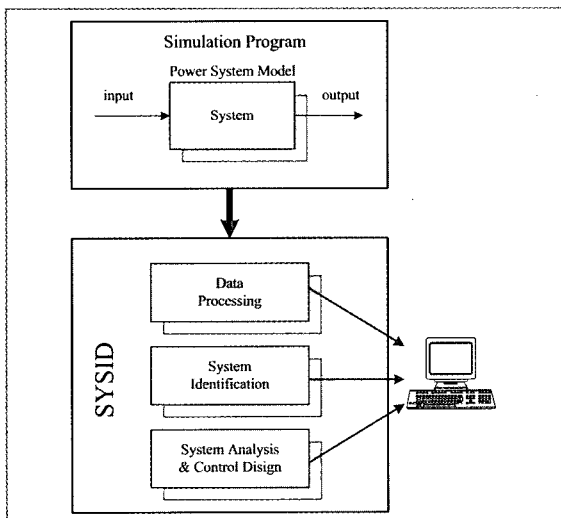 Simulation Program
Power System Model
input
output
System
SYSID
Data
Processing
System
Identification
System Analysis
& Control Disign